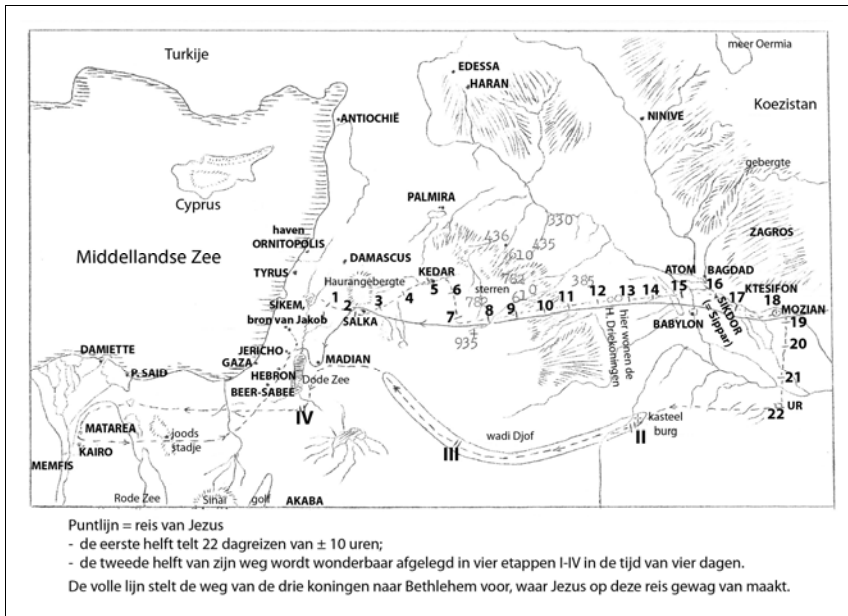 meer Oermia
Turkije
EDESSA
HARAN
Koezistan
ANTIOCHIË
NINIVE
gebergte
Cyprus
PALMIRA
ZAGROS
haven
ORNITOPOLIS
330
436
435
610
Middellandse Zee
DAMASCUS
KEDAR
782
385
ATOM
BAGDAD
TYRUS
Haurangebergte
sterren
10
1 2 3 4 5 6 7 8 9 10 11 12 13 14 15 16 17 18
KTESIFON
SIKEM,
bron van Jakob
SALKA
782
610
SIKDOR
(= Sippar)
MOZIAN
19
935
hier wonen de
H. Driekoningen
BABYLON
20
DAMIETTE
JERICHO
GAZA
MADIAN
P. SAID
HEBRON
Dode Zee
21
BEER-SABEE
IV
UR
22
MATAREA
joods
stadje
wadi Djof
kasteel
burg
KAIRO
III
II
MEMFIS
Rode Zee
Sinaï
golf
AKABA
Puntlijn = reis van Jezus
- de eerste helft telt 22 dagreizen van ± 10 uren;
- de tweede helft van zijn weg wordt wonderbaar afgelegd in vier etappen I-IV in de tijd van vier dagen.
De volle lijn stelt de weg van de drie koningen naar Bethlehem voor, waar Jezus op deze reis gewag van maakt.